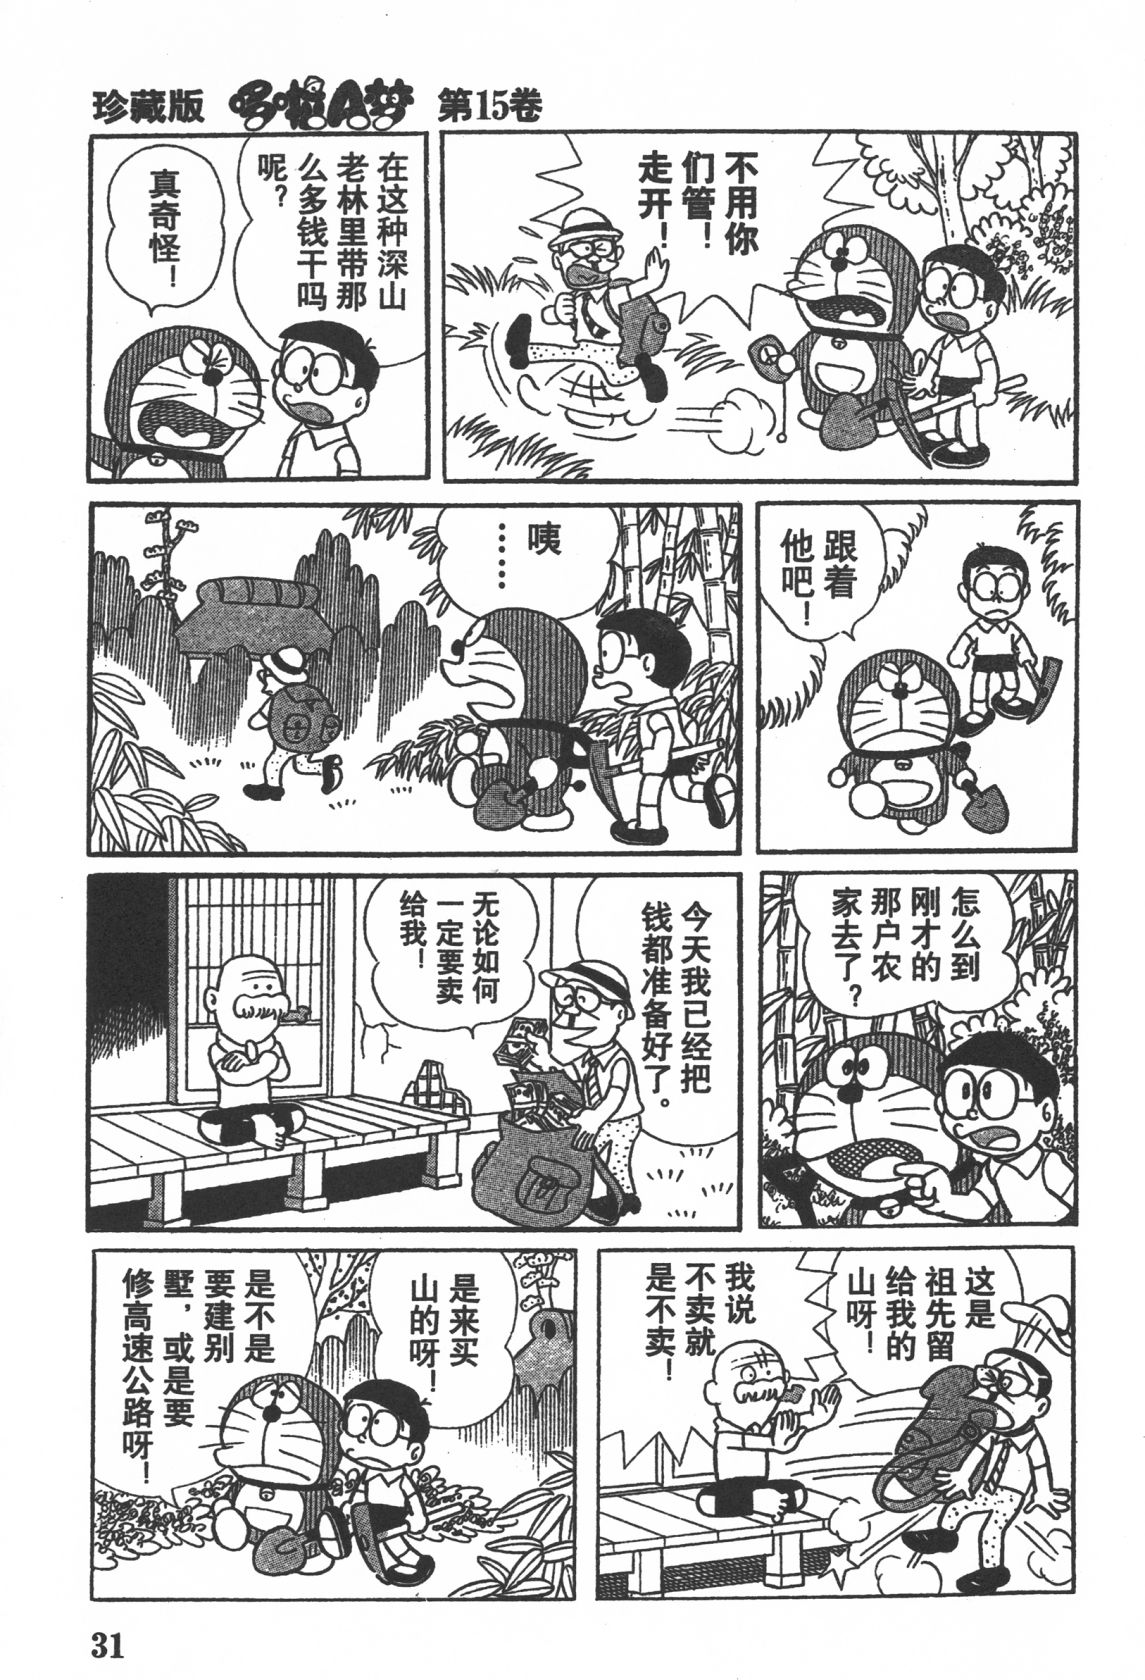 珍藏版 哆啦A梦 第15卷
不用你
们管！
走开！
在这种深山
老林里带那
么多钱干吗
呢？
真奇怪！
跟着
他吧！
咦
……
怎么到
刚才的
那户农
家去了？
今天我已经把
钱都准备好了。
无论如何
一定要卖
给我！
这是
祖先留
给我的
山呀！
我说
不卖就
是不卖！
是来买
山的呀！
是不是
要建别
墅，或是要
修高速公路呀！
31